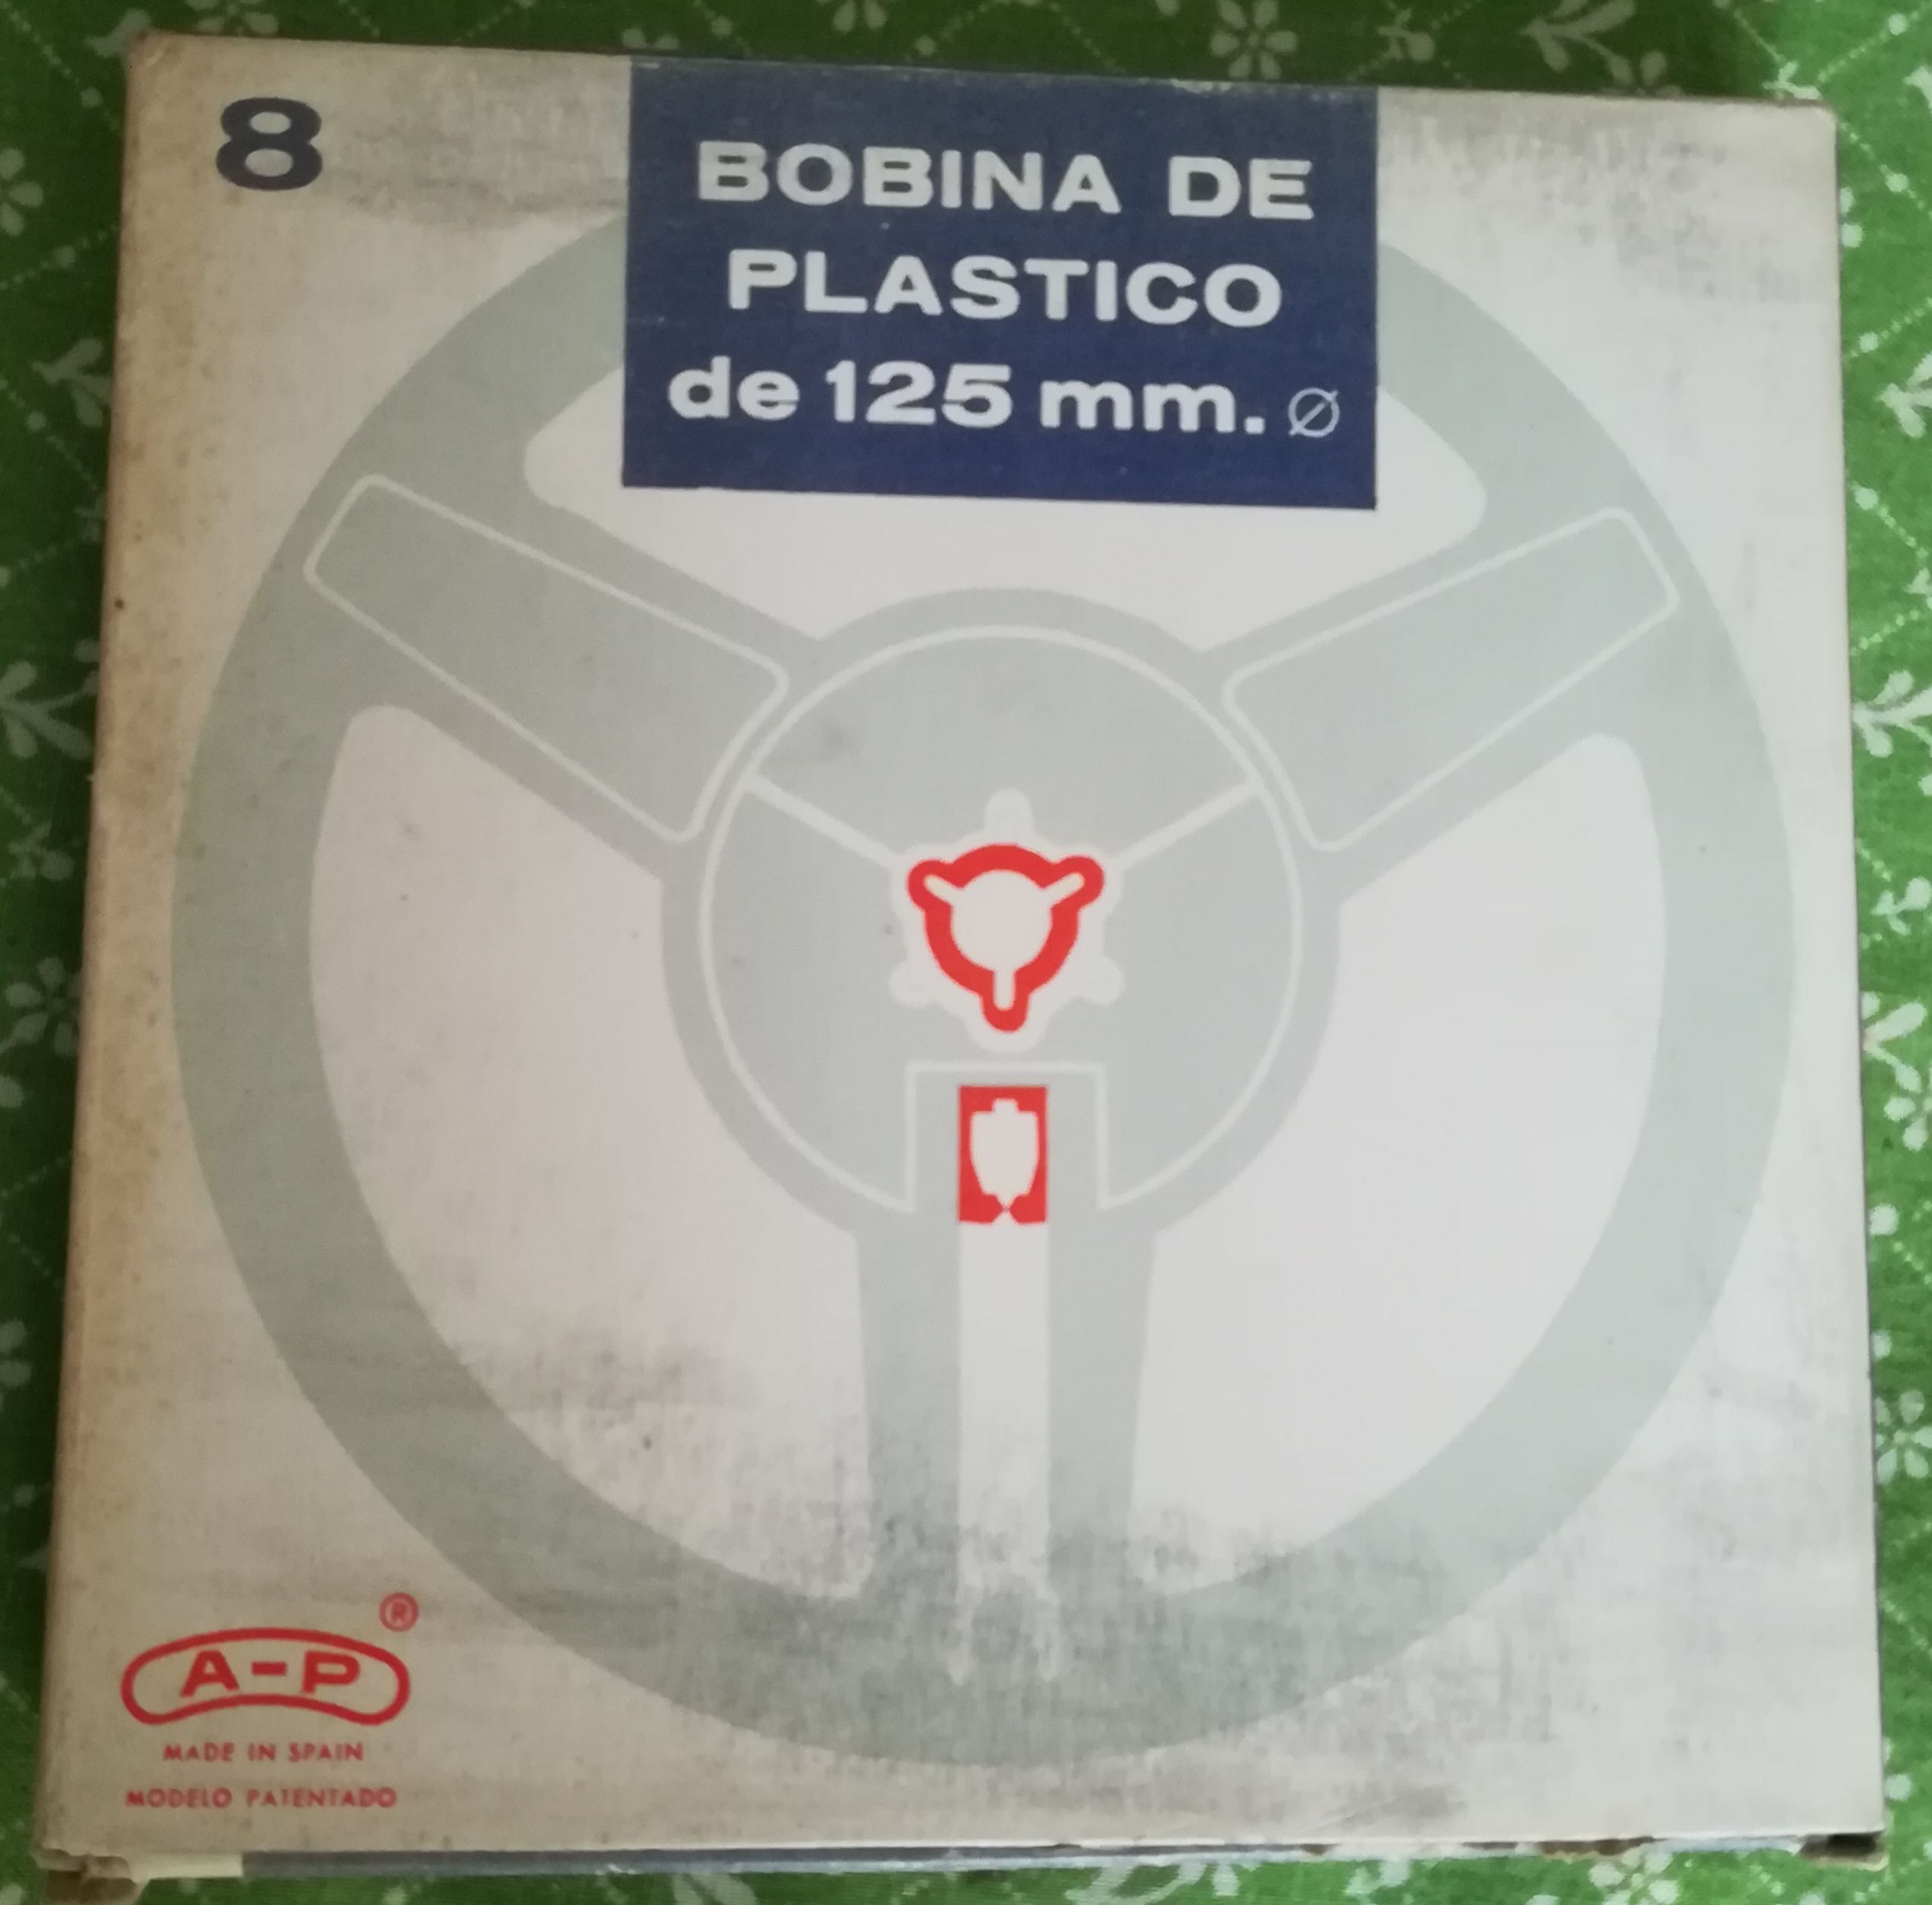 8
BOBINA DE
PLASTICO
de 125 mm. ∅
®
A-P
MADE IN SPAIN
MODELO PATENTADO